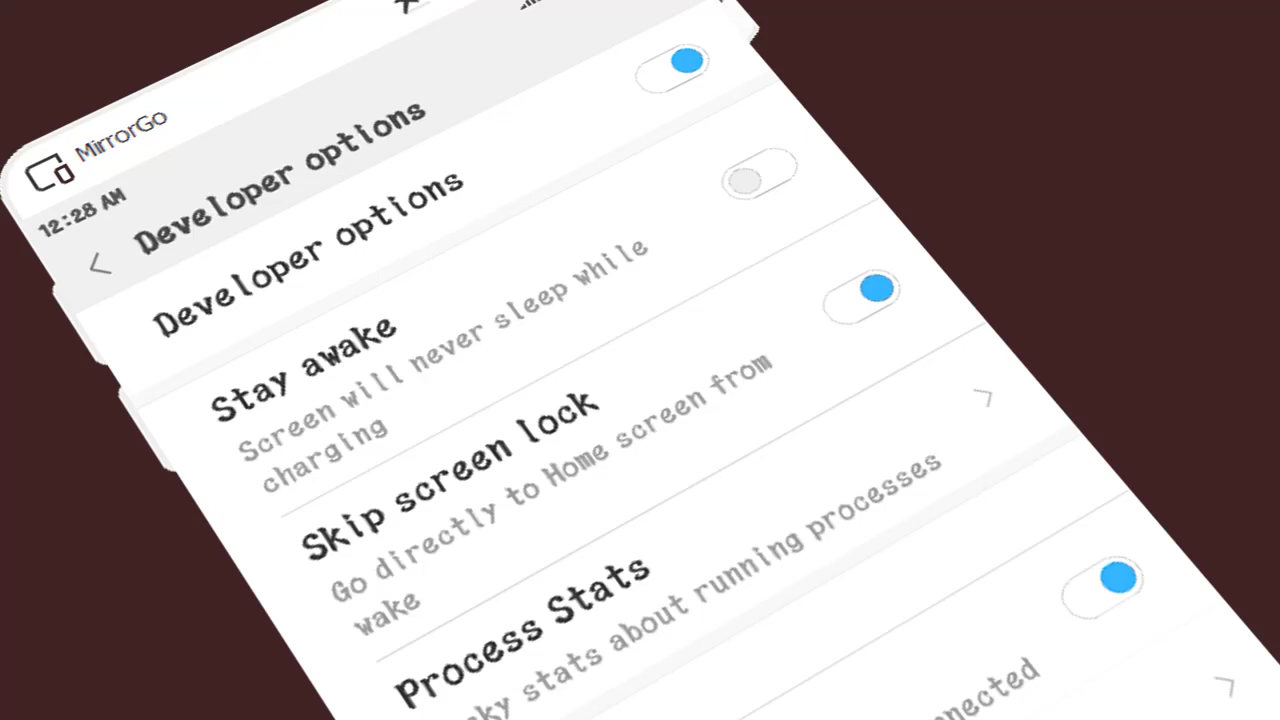 MirrorGo
12:28 AM
Developer options
Developer options
Stay awake
Screen will never sleep while
charging
Skip screen lock
Go directly to Home screen from
wake
Process Stats
stats about running processes